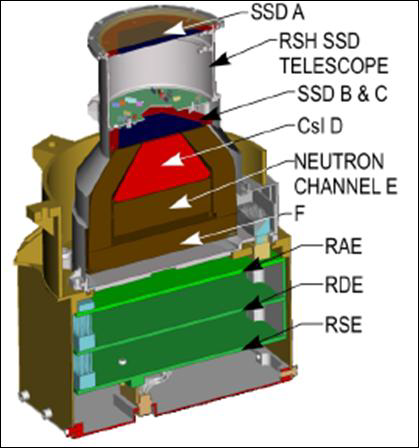 SSD A
RSH SSD
TELESCOPE
SSD B & C
CsI D
NEUTRON
CHANNEL E
F
RAE
RDE
RSE